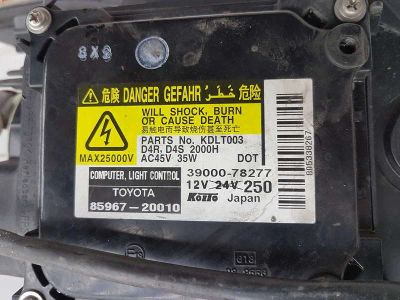 危険 DANGER GEFAHR خطر 危险
WILL SHOCK, BURN
OR CAUSE DEATH
易触电而导致烧伤甚至死亡
PARTS No. KDLT003
D4R, D4S 2000H
MAX25000V AC45V 35W DOT
COMPUTER, LIGHT CONTROL 39000-78277
TOYOTA 12V 24V 250
85967-20010 KOITO Japan
805338267